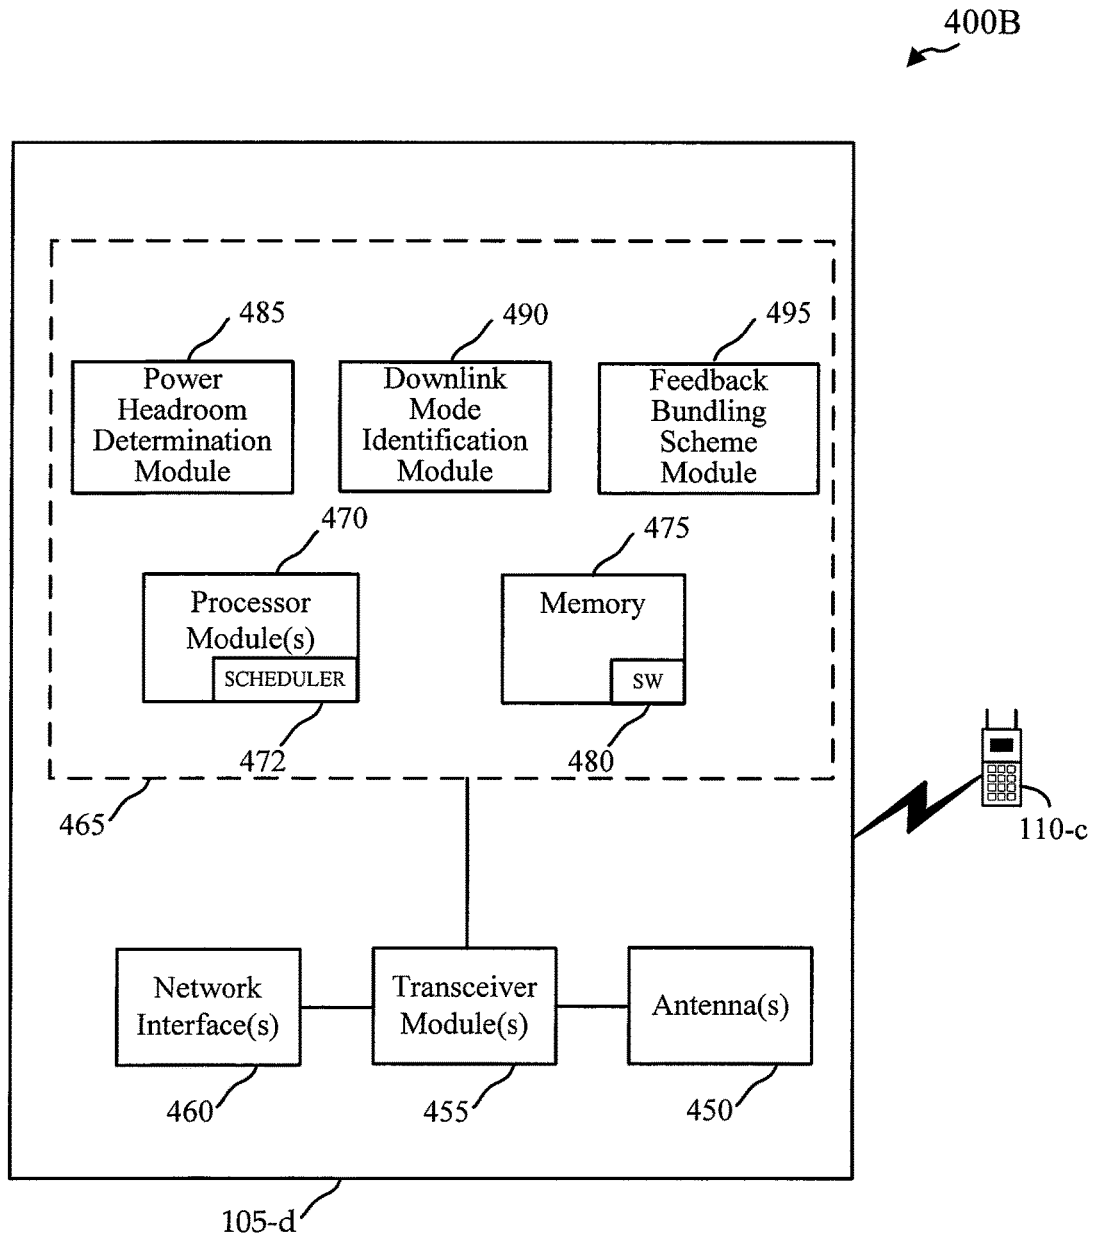 400B
485
490
495
Power
Headroom
Determination
Module
Downlink
Mode
Identification
Module
Feedback
Bundling
Scheme
Module
470
475
Processor
Module(s)
SCHEDULER
Memory
SW
472
480
465
110-c
Network
Interface(s)
Transceiver
Module(s)
Antenna(s)
460
455
450
105-d